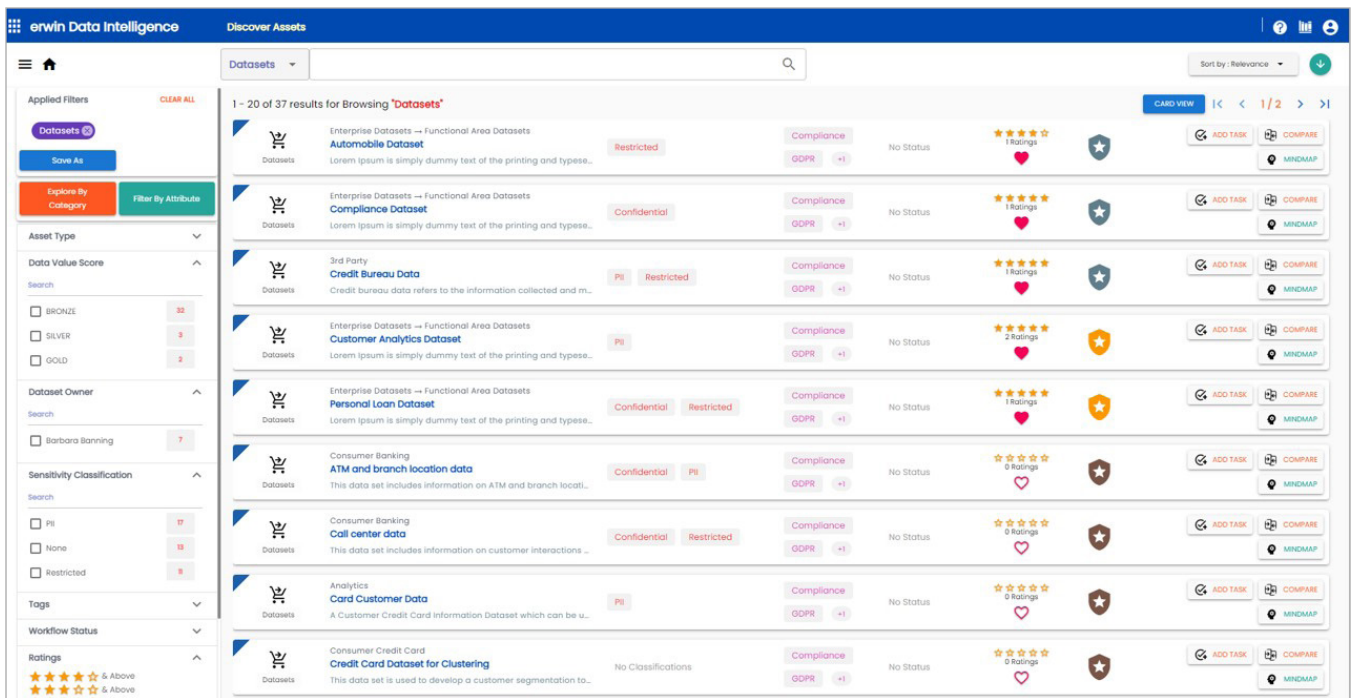 erwin Data Intelligence
Discover Assets
Datasets
Sort by : Relevance
Applied Filters
CLEAR ALL
Datasets
Save As
Explore By
Category
Filter By Attribute
Asset Type
Data Value Score
Search
BRONZE 32
SILVER 3
GOLD 2
Dataset Owner
Search
Barbara Banning 7
Sensitivity Classification
Search
PII 17
None 13
Restricted
Tags
Workflow Status
Ratings
& Above
& Above
1 - 20 of 37 results for Browsing "Datasets"
CARD VIEW
1 / 2
Enterprise Datasets → Functional Area Datasets
Automobile Dataset
Lorem Ipsum is simply dummy text of the printing and typese...
Datasets
Restricted
Compliance
GDPR +1
No Status
1 Ratings
ADD TASK
COMPARE
MINDMAP
Enterprise Datasets → Functional Area Datasets
Compliance Dataset
Lorem Ipsum is simply dummy text of the printing and typese...
Datasets
Confidential
Compliance
GDPR +1
No Status
1 Ratings
ADD TASK
COMPARE
MINDMAP
3rd Party
Credit Bureau Data
Credit bureau data refers to the information collected and m...
Datasets
PII Restricted
Compliance
GDPR +1
No Status
1 Ratings
ADD TASK
COMPARE
MINDMAP
Enterprise Datasets → Functional Area Datasets
Customer Analytics Dataset
Lorem Ipsum is simply dummy text of the printing and typese...
Datasets
PII
Compliance
GDPR +1
No Status
2 Ratings
ADD TASK
COMPARE
MINDMAP
Enterprise Datasets → Functional Area Datasets
Personal Loan Dataset
Lorem Ipsum is simply dummy text of the printing and typese...
Datasets
Confidential Restricted
Compliance
GDPR +1
No Status
1 Ratings
ADD TASK
COMPARE
MINDMAP
Consumer Banking
ATM and branch location data
This data set includes information on ATM and branch locati...
Datasets
Confidential PII
Compliance
GDPR +1
No Status
0 Ratings
ADD TASK
COMPARE
MINDMAP
Consumer Banking
Call center data
This data set includes information on customer interactions ...
Datasets
Confidential Restricted
Compliance
GDPR +1
No Status
0 Ratings
ADD TASK
COMPARE
MINDMAP
Analytics
Card Customer Data
A Customer Credit Card Information Dataset which can be u...
Datasets
PII
Compliance
GDPR +1
No Status
0 Ratings
ADD TASK
COMPARE
MINDMAP
Consumer Credit Card
Credit Card Dataset for Clustering
This data set is used to develop a customer segmentation to...
Datasets
No Classifications
Compliance
GDPR +1
No Status
0 Ratings
ADD TASK
COMPARE
MINDMAP